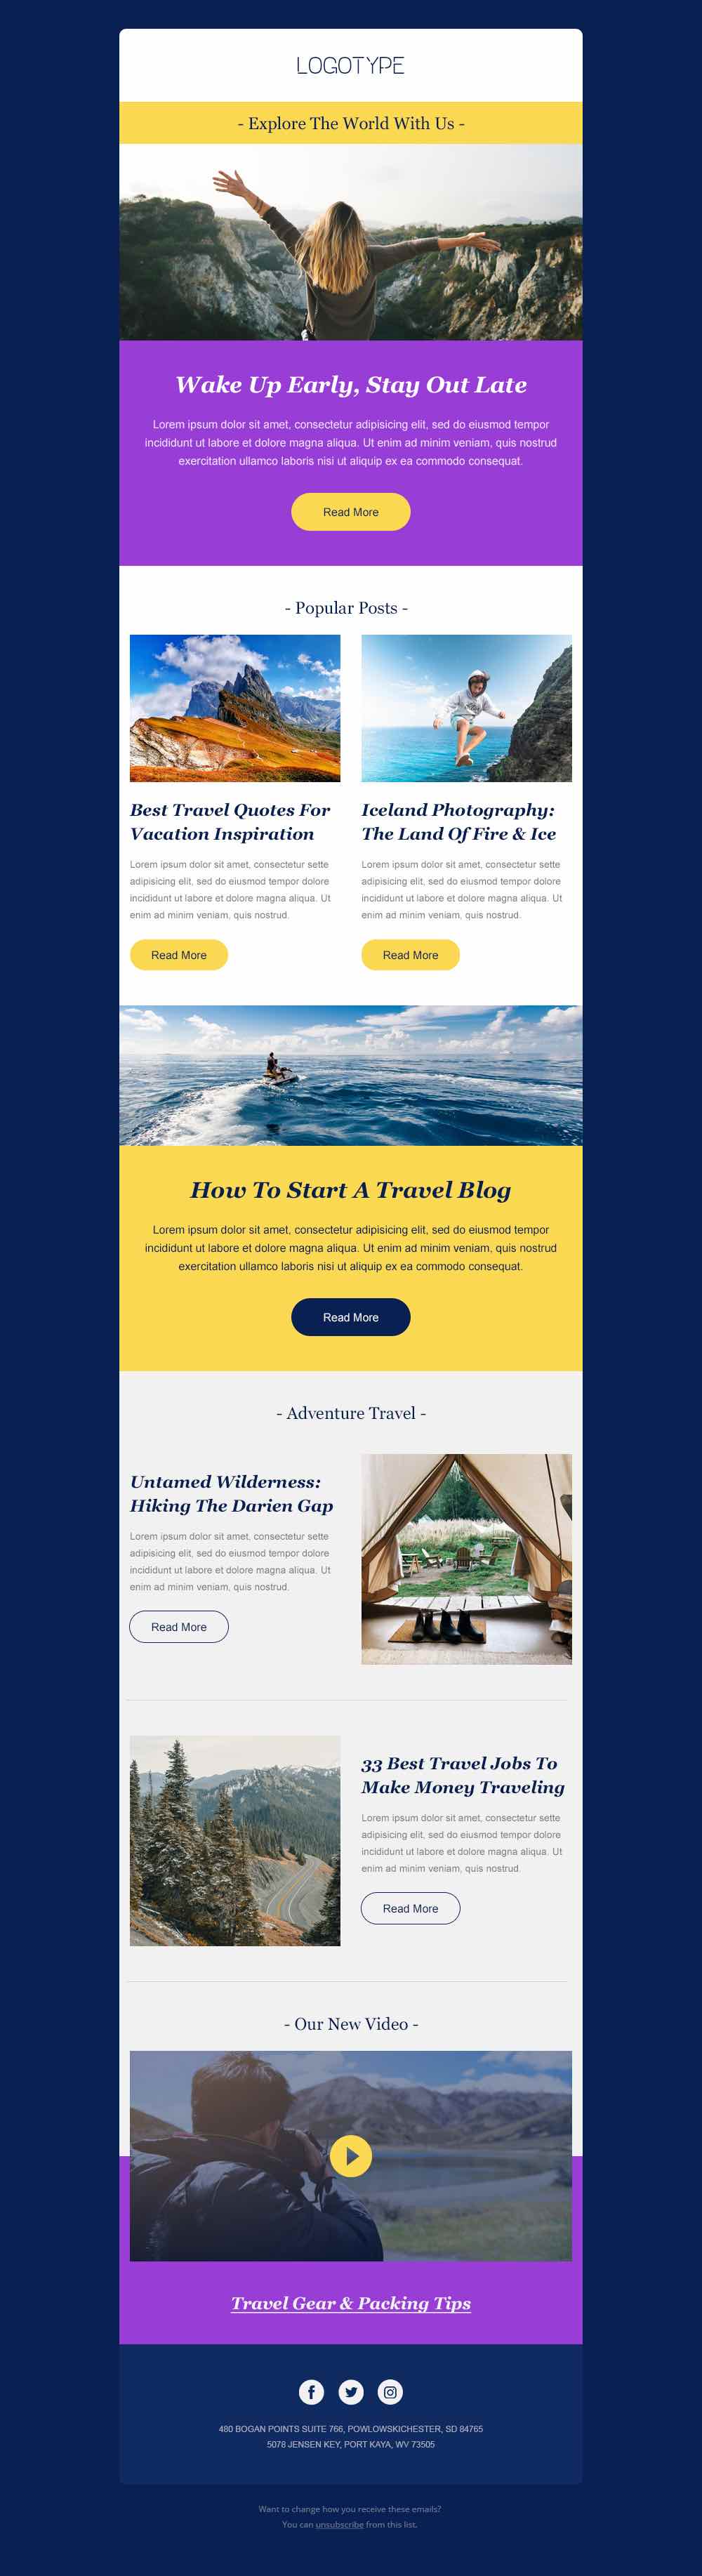 LOGOTYPE
- Explore The World With Us -
Wake Up Early, Stay Out Late
Lorem ipsum dolor sit amet, consectetur adipisicing elit, sed do eiusmod tempor
incididunt ut labore et dolore magna aliqua. Ut enim ad minim veniam, quis nostrud
exercitation ullamco laboris nisi ut aliquip ex ea commodo consequat.
Read More
- Popular Posts -
Best Travel Quotes For
Vacation Inspiration
Lorem ipsum dolor sit amet, consectetur sette
adipisicing elit, sed do eiusmod tempor dolore
incididunt ut labore et dolore magna aliqua. Ut
enim ad minim veniam, quis nostrud.
Read More
Iceland Photography:
The Land Of Fire & Ice
Lorem ipsum dolor sit amet, consectetur sette
adipisicing elit, sed do eiusmod tempor dolore
incididunt ut labore et dolore magna aliqua. Ut
enim ad minim veniam, quis nostrud.
Read More
How To Start A Travel Blog
Lorem ipsum dolor sit amet, consectetur adipisicing elit, sed do eiusmod tempor
incididunt ut labore et dolore magna aliqua. Ut enim ad minim veniam, quis nostrud
exercitation ullamco laboris nisi ut aliquip ex ea commodo consequat.
Read More
- Adventure Travel -
Untamed Wilderness:
Hiking The Darien Gap
Lorem ipsum dolor sit amet, consectetur sette
adipisicing elit, sed do eiusmod tempor dolore
incididunt ut labore et dolore magna aliqua. Ut
enim ad minim veniam, quis nostrud.
Read More
33 Best Travel Jobs To
Make Money Traveling
Lorem ipsum dolor sit amet, consectetur sette
adipisicing elit, sed do eiusmod tempor dolore
incididunt ut labore et dolore magna aliqua. Ut
enim ad minim veniam, quis nostrud.
Read More
- Our New Video -
Travel Gear & Packing Tips
480 BOGAN POINTS SUITE 766, POWLOWSKICHESTER, SD 84765
5078 JENSEN KEY, PORT KAYA, WV 73505
Want to change how you receive these emails?
You can unsubscribe from this list.